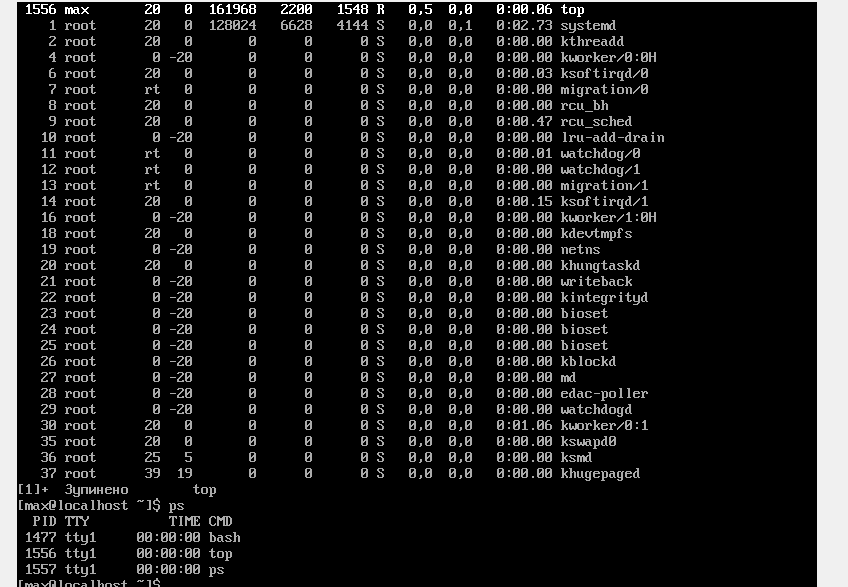 1556 max 20 0 161968 2200 1548 R 0,5 0,0 0:00.06 top
1 root 20 0 128024 6628 4144 S 0,0 0,1 0:02.73 systemd
2 root 20 0 0 0 0 S 0,0 0,0 0:00.00 kthreadd
4 root 0 -20 0 0 0 S 0,0 0,0 0:00.00 kworker/0:0H
6 root 20 0 0 0 0 S 0,0 0,0 0:00.03 ksoftirqd/0
7 root rt 0 0 0 0 S 0,0 0,0 0:00.00 migration/0
8 root 20 0 0 0 0 S 0,0 0,0 0:00.00 rcu_bh
9 root 20 0 0 0 0 S 0,0 0,0 0:00.47 rcu_sched
10 root 0 -20 0 0 0 S 0,0 0,0 0:00.00 lru-add-drain
11 root rt 0 0 0 0 S 0,0 0,0 0:00.01 watchdog/0
12 root rt 0 0 0 0 S 0,0 0,0 0:00.00 watchdog/1
13 root rt 0 0 0 0 S 0,0 0,0 0:00.00 migration/1
14 root 20 0 0 0 0 S 0,0 0,0 0:00.15 ksoftirqd/1
16 root 0 -20 0 0 0 S 0,0 0,0 0:00.00 kworker/1:0H
18 root 20 0 0 0 0 S 0,0 0,0 0:00.00 kdevtmpfs
19 root 0 -20 0 0 0 S 0,0 0,0 0:00.00 netns
20 root 20 0 0 0 0 S 0,0 0,0 0:00.00 khungtaskd
21 root 0 -20 0 0 0 S 0,0 0,0 0:00.00 writeback
22 root 0 -20 0 0 0 S 0,0 0,0 0:00.00 kintegrityd
23 root 0 -20 0 0 0 S 0,0 0,0 0:00.00 bioset
24 root 0 -20 0 0 0 S 0,0 0,0 0:00.00 bioset
25 root 0 -20 0 0 0 S 0,0 0,0 0:00.00 bioset
26 root 0 -20 0 0 0 S 0,0 0,0 0:00.00 kblockd
27 root 0 -20 0 0 0 S 0,0 0,0 0:00.00 md
28 root 0 -20 0 0 0 S 0,0 0,0 0:00.00 edac-poller
29 root 0 -20 0 0 0 S 0,0 0,0 0:00.00 watchdogd
30 root 20 0 0 0 0 S 0,0 0,0 0:01.06 kworker/0:1
35 root 20 0 0 0 0 S 0,0 0,0 0:00.00 kswapd0
36 root 25 5 0 0 0 S 0,0 0,0 0:00.00 ksmd
37 root 39 19 0 0 0 S 0,0 0,0 0:00.00 khugepaged
[1]+ Зупинено top
[max@localhost ~]$ ps
PID TTY TIME CMD
1477 tty1 00:00:00 bash
1556 tty1 00:00:00 top
1557 tty1 00:00:00 ps
[max@localhost ~]$